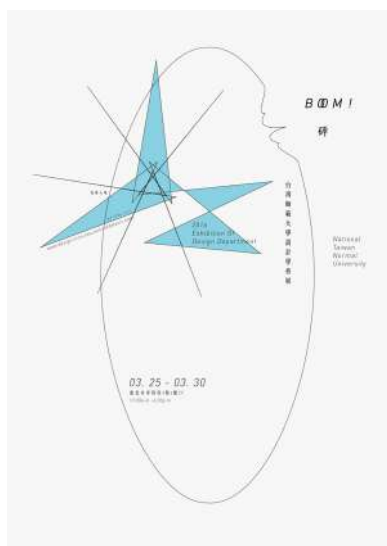 BOOM!
砰
台灣師範大學設計學系展
Exhibition Of
Design Department
National
Taiwan
Normal
University
03. 25 - 03. 30